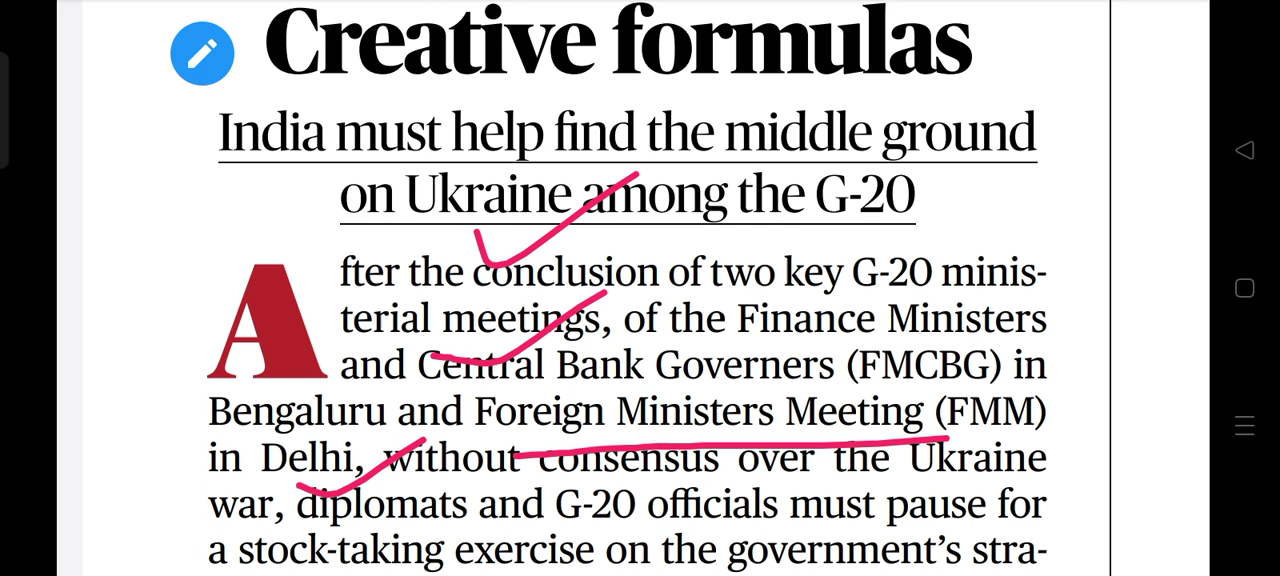 Creative formulas
India must help find the middle ground
on Ukraine among the G-20
After the conclusion of two key G-20 minis-
terial meetings, of the Finance Ministers
and Central Bank Governers (FMCBG) in
Bengaluru and Foreign Ministers Meeting (FMM)
in Delhi, without consensus over the Ukraine
war, diplomats and G-20 officials must pause for
a stock-taking exercise on the government’s stra-